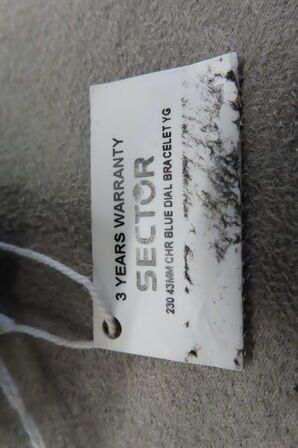 3 YEARS WARRANTY
SECTOR
230 43MM CHR BLUE DIAL BRACELET YG